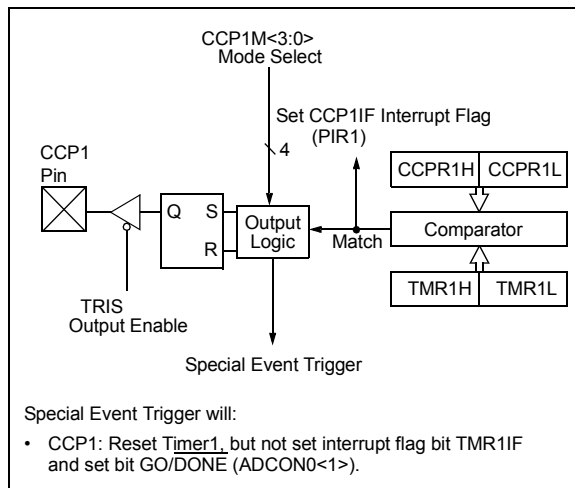 CCP1M<3:0>
Mode Select
Set CCP1IF Interrupt Flag
(PIR1)
4
CCP1
Pin
CCPR1H CCPR1L
Q S
R
Output
Logic
Match
Comparator
TMR1H TMR1L
TRIS
Output Enable
Special Event Trigger
Special Event Trigger will:
• CCP1: Reset Timer1, but not set interrupt flag bit TMR1IF
and set bit GO/DONE (ADCON0<1>).